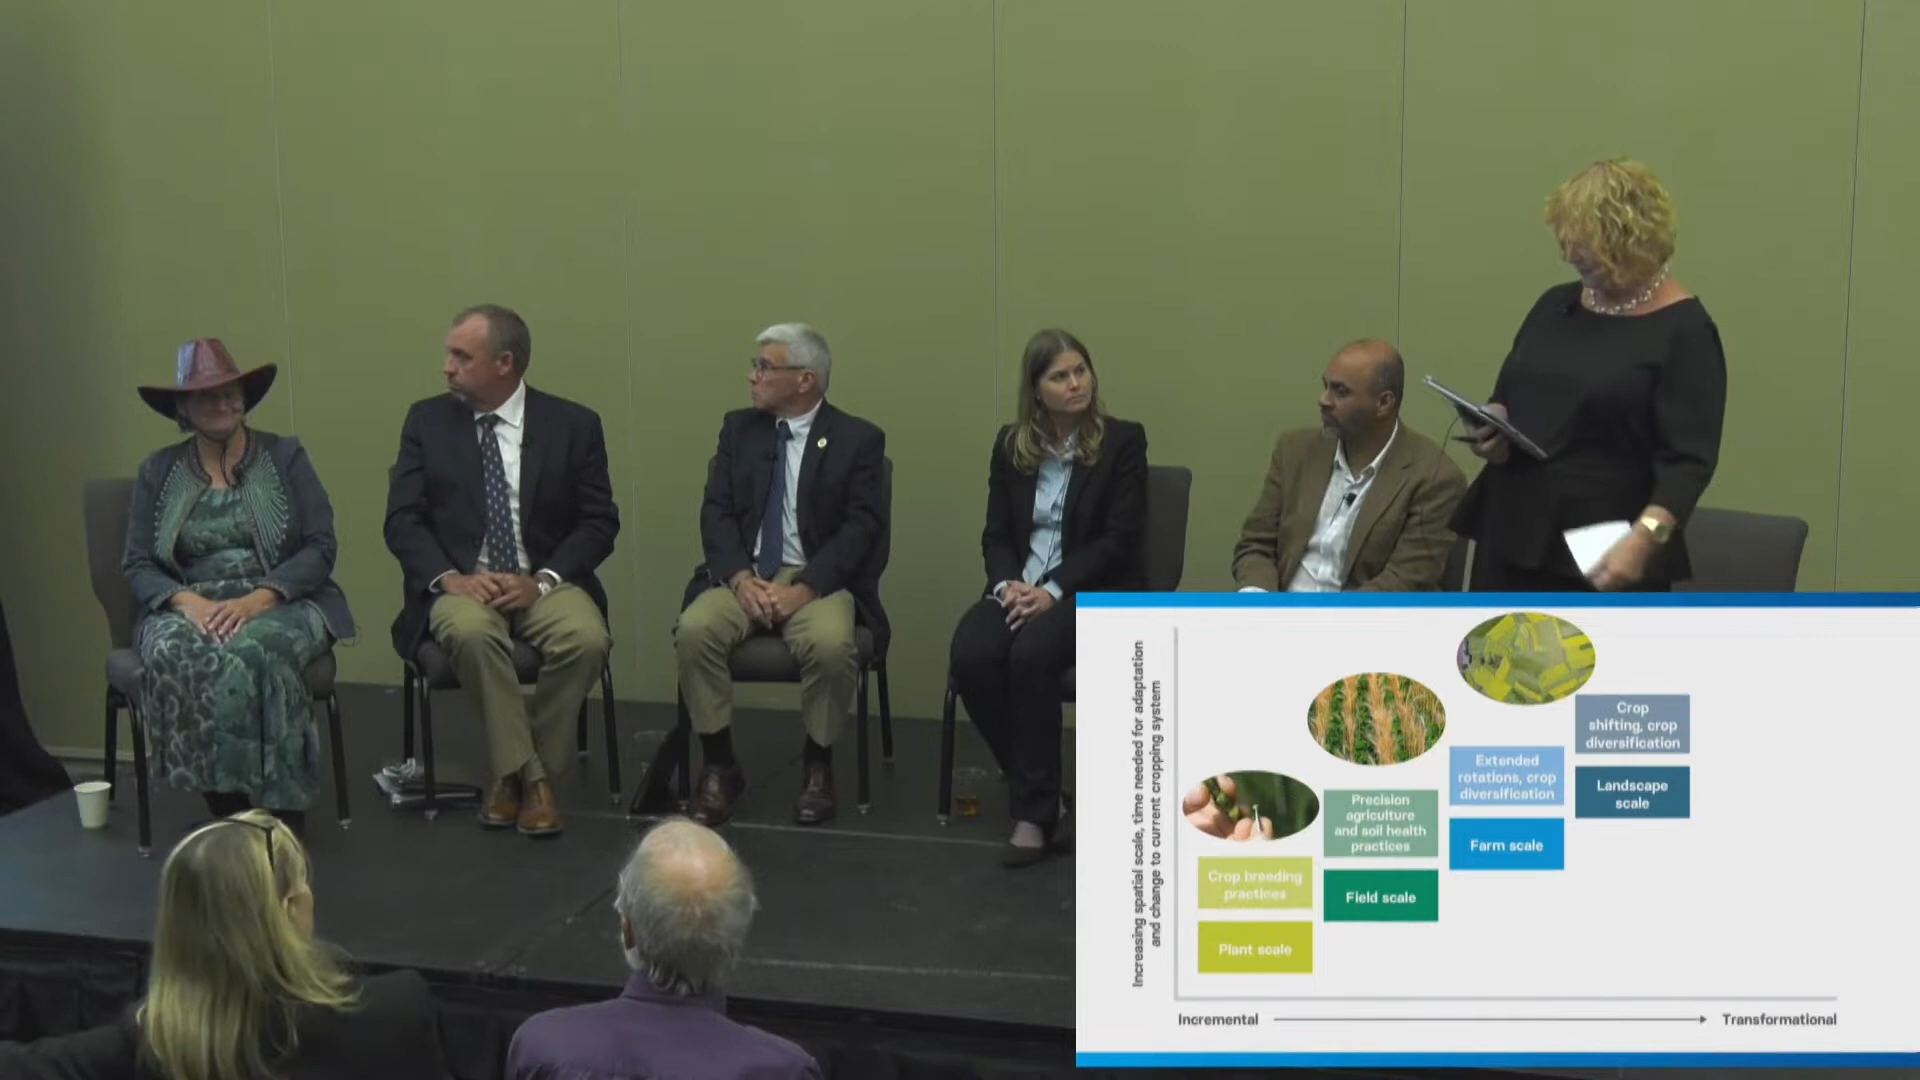 Increasing spatial scale, time needed for adaptation
and change to current cropping system
Crop breeding
practices
Plant scale
Precision
agriculture
and soil health
practices
Field scale
Extended
rotations, crop
diversification
Farm scale
Crop
shifting, crop
diversification
Landscape
scale
Incremental
Transformational